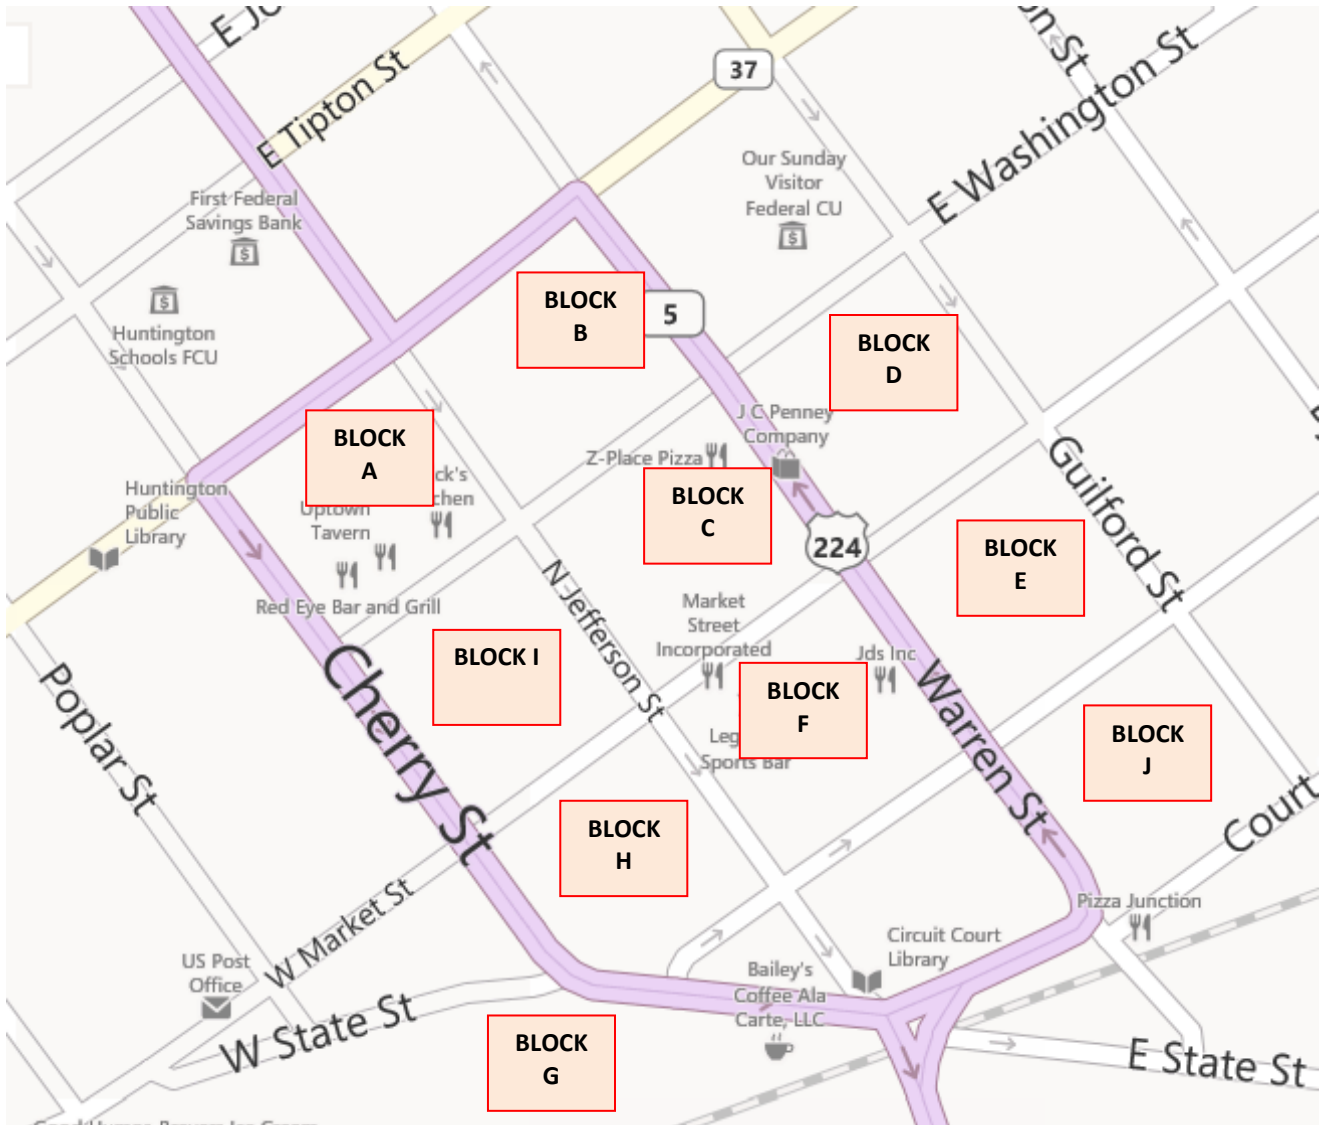 E Tipton St
37
E Washington St
Our Sunday
Visitor
Federal CU
First Federal
Savings Bank
Huntington
Schools FCU
BLOCK
B
5
BLOCK
D
J C Penney
Company
BLOCK
A
Z-Place Pizza
BLOCK
C
Huntington
Public
Library
Uptown
Tavern
Red Eye Bar and Grill
224
BLOCK
E
Guilford St
N Jefferson St
Market
Street
Incorporated
BLOCK I
Jds Inc
BLOCK
F
Sports Bar
Cherry St
Warren St
Poplar St
BLOCK
J
BLOCK
H
Court
W Market St
Pizza Junction
Circuit Court
Library
US Post
Office
Bailey's
Coffee Ala
Carte, LLC
W State St
BLOCK
G
E State St